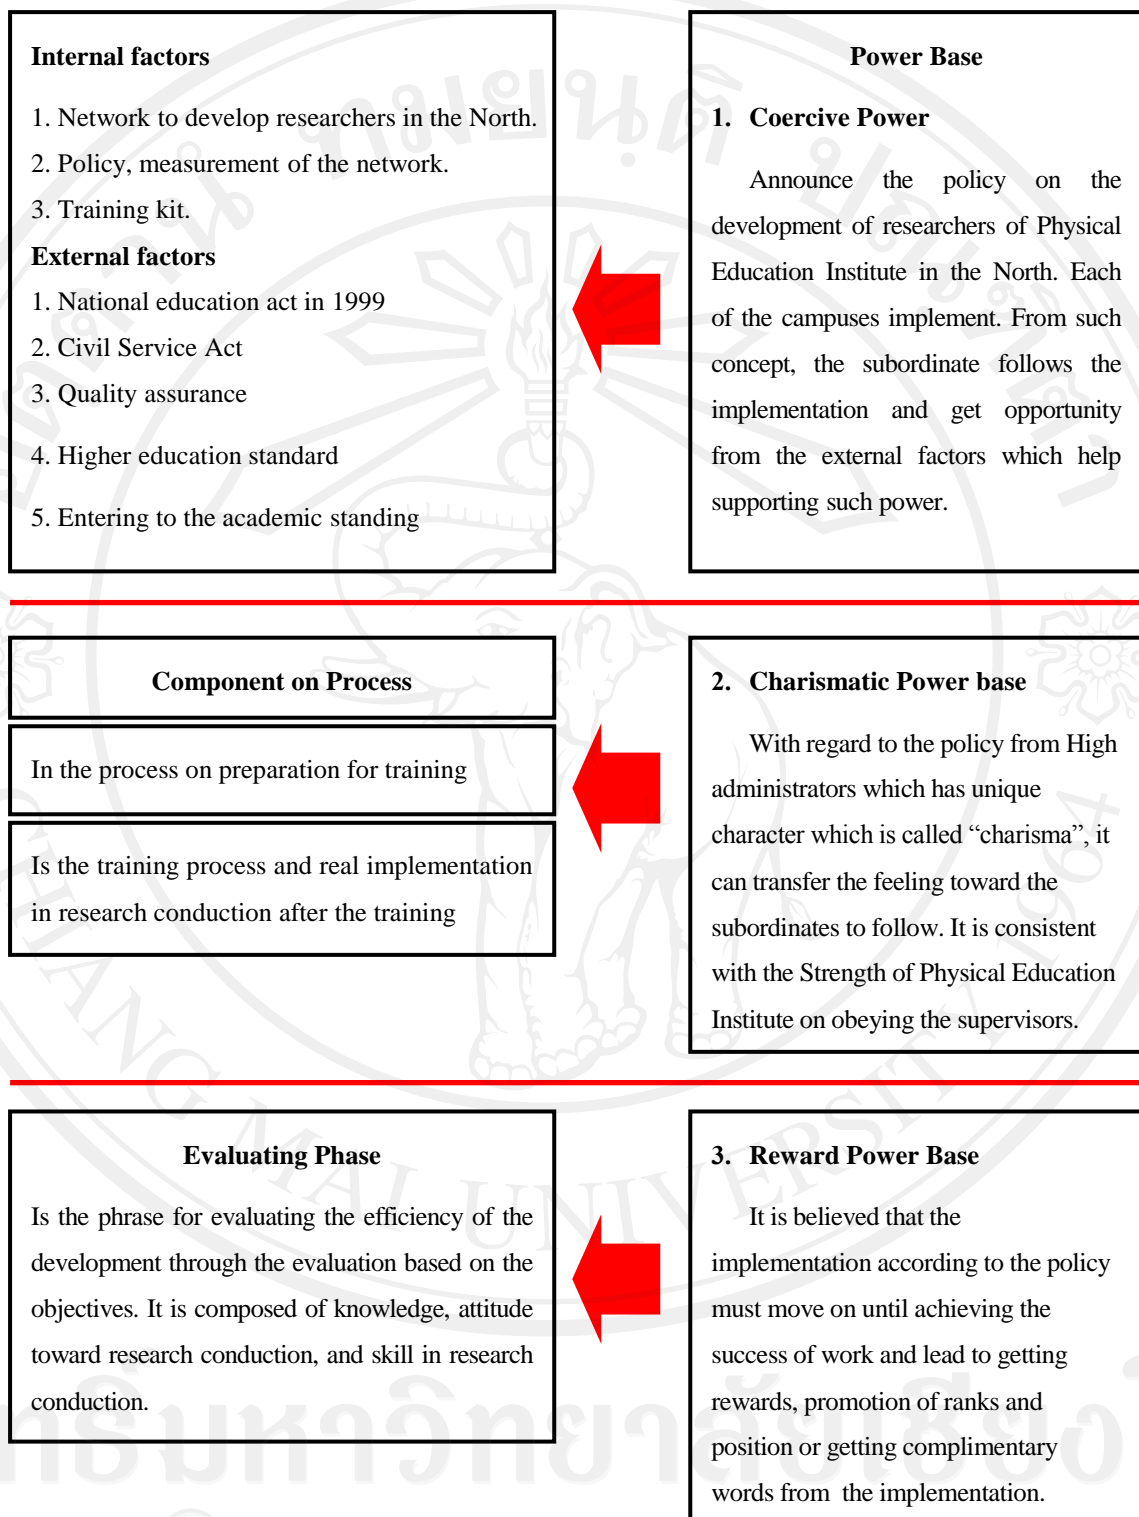 Internal factors
1. Network to develop researchers in the North.
2. Policy, measurement of the network.
3. Training kit.
External factors
1. National education act in 1999
2. Civil Service Act
3. Quality assurance
4. Higher education standard
5. Entering to the academic standing
Power Base
1. Coercive Power
Announce the policy on the
development of researchers of Physical
Education Institute in the North. Each
of the campuses implement. From such
concept, the subordinate follows the
implementation and get opportunity
from the external factors which help
supporting such power.
Component on Process
In the process on preparation for training
Is the training process and real implementation
in research conduction after the training
2. Charismatic Power base
With regard to the policy from High
administrators which has unique
character which is called “charisma”, it
can transfer the feeling toward the
subordinates to follow. It is consistent
with the Strength of Physical Education
Institute on obeying the supervisors.
Evaluating Phase
Is the phrase for evaluating the efficiency of the
development through the evaluation based on the
objectives. It is composed of knowledge, attitude
toward research conduction, and skill in research
conduction.
3. Reward Power Base
It is believed that the
implementation according to the policy
must move on until achieving the
success of work and lead to getting
rewards, promotion of ranks and
position or getting complimentary
words from the implementation.
CHIANG MAI UNIVERSITY 1964